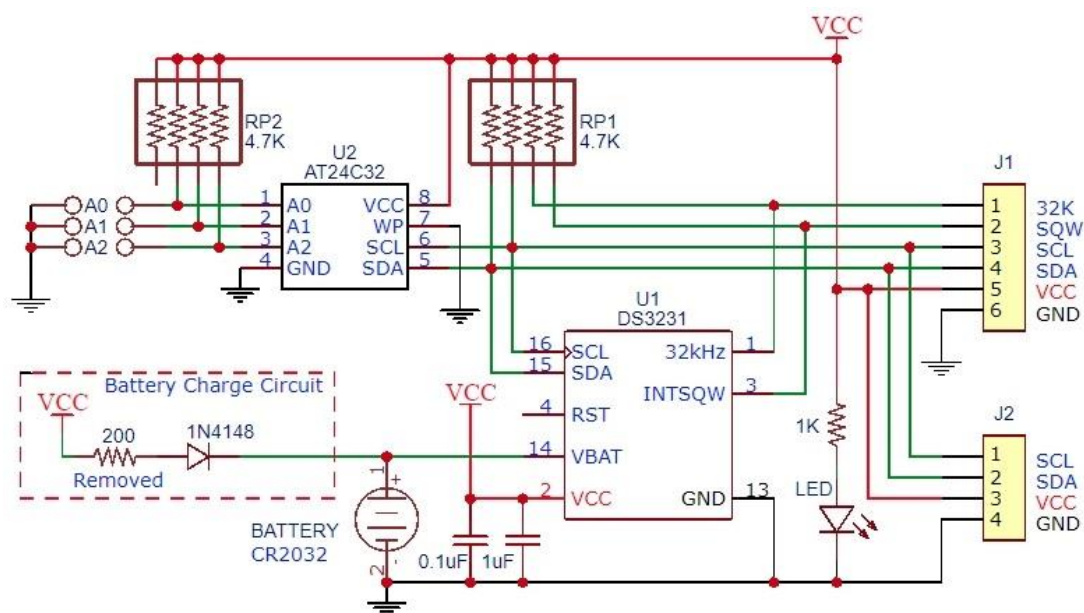 VCC
RP2
4.7K
RP1
4.7K
U2
AT24C32
1 A0
2 A1
3 A2
4 GND
VCC 8
WP 7
SCL 6
SDA 5
A0
A1
A2
J1
1 32K
2 SQW
3 SCL
4 SDA
5 VCC
6 GND
U1
DS3231
16 SCL
15 SDA
4 RST
14 VBAT
2 VCC
32kHz 1
INTSQW 3
GND 13
Battery Charge Circuit
VCC
200
1N4148
Removed
VCC
1
+
BATTERY
CR2032
-
2
0.1uF
1uF
1K
LED
J2
1 SCL
2 SDA
3 VCC
4 GND